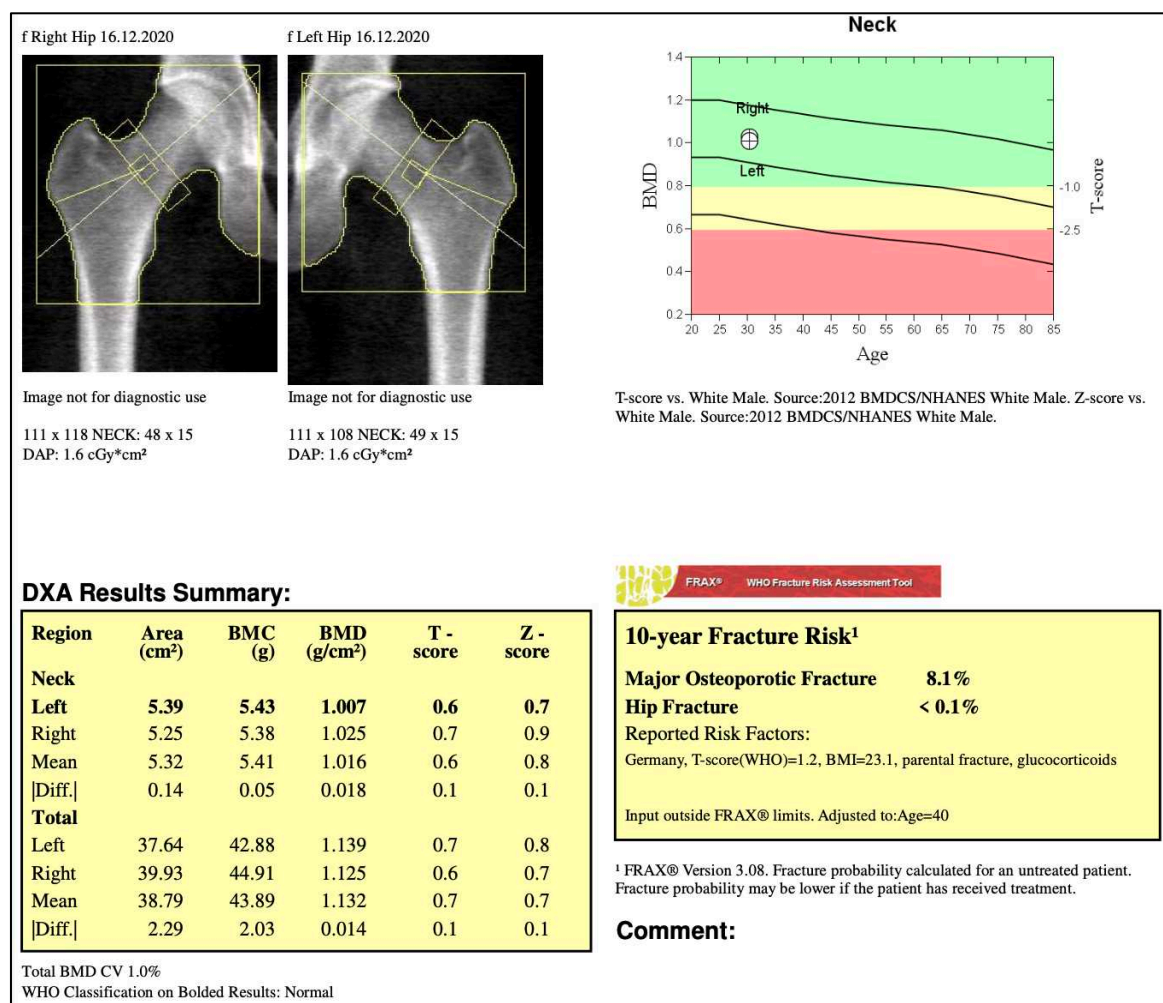 f Right Hip 16.12.2020
f Left Hip 16.12.2020
Image not for diagnostic use
Image not for diagnostic use
111 x 118 NECK: 48 x 15
DAP: 1.6 cGy*cm²
111 x 108 NECK: 49 x 15
DAP: 1.6 cGy*cm²
Neck
1.4
1.2
1.0
0.8
0.6
0.4
0.2
BMD
Right
Left
-1.0
-2.5
T-score
20 25 30 35 40 45 50 55 60 65 70 75 80 85
Age
T-score vs. White Male. Source:2012 BMDCS/NHANES White Male. Z-score vs.
White Male. Source:2012 BMDCS/NHANES White Male.
DXA Results Summary:
Region Area (cm²) BMC (g) BMD (g/cm²) T - score Z - score
Neck
Left 5.39 5.43 1.007 0.6 0.7
Right 5.25 5.38 1.025 0.7 0.9
Mean 5.32 5.41 1.016 0.6 0.8
|Diff.| 0.14 0.05 0.018 0.1 0.1
Total
Left 37.64 42.88 1.139 0.7 0.8
Right 39.93 44.91 1.125 0.6 0.7
Mean 38.79 43.89 1.132 0.7 0.7
|Diff.| 2.29 2.03 0.014 0.1 0.1
Total BMD CV 1.0%
WHO Classification on Bolded Results: Normal
FRAX® WHO Fracture Risk Assessment Tool
10-year Fracture Risk¹
Major Osteoporotic Fracture 8.1%
Hip Fracture < 0.1%
Reported Risk Factors:
Germany, T-score(WHO)=1.2, BMI=23.1, parental fracture, glucocorticoids
Input outside FRAX® limits. Adjusted to:Age=40
¹ FRAX® Version 3.08. Fracture probability calculated for an untreated patient.
Fracture probability may be lower if the patient has received treatment.
Comment: